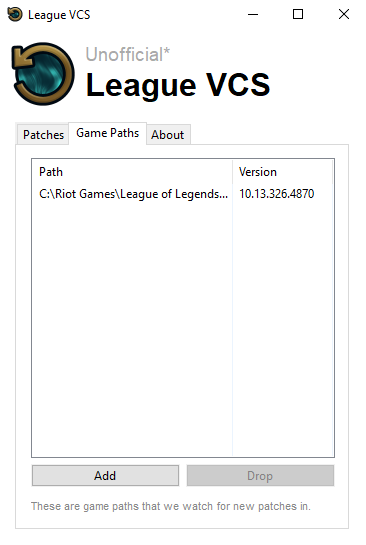 League VCS
Unofficial*
League VCS
Patches Game Paths About
Path Version
C:\Riot Games\League of Legends... 10.13.326.4870
Add Drop
These are game paths that we watch for new patches in.